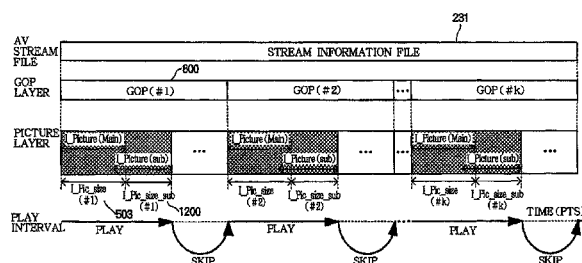 231
AV
STREAM
FILE
STREAM INFORMATION FILE
600
GOP
LAYER
GOP(#1)
GOP(#2)
...
GOP(#k)
PICTURE
LAYER
I_Picture(Main)
I_Picture(sub)
...
I_Picture(Main)
I_Picture(sub)
...
...
I_Picture(Main)
I_Picture(sub)
...
I_Pic_size
(#1)
I_Pic_size_sub
(#1)
I_Pic_size
(#2)
I_Pic_size_sub
(#2)
I_Pic_size
(#k)
I_Pic_size_sub
(#k)
503
1200
PLAY
INTERVAL
PLAY
PLAY
PLAY
TIME(PTS)
SKIP
SKIP
SKIP